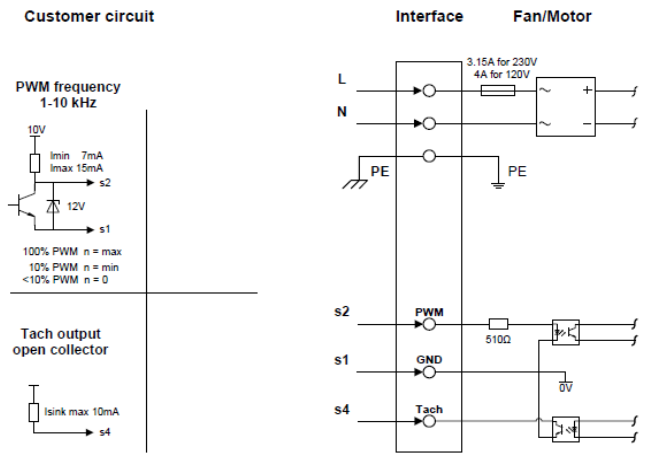 Customer circuit
Interface
Fan/Motor
PWM frequency
1-10 kHz
10V
Imin 7mA
Imax 15mA
s2
12V
s1
100% PWM n = max
10% PWM n = min
<10% PWM n = 0
Tach output
open collector
Isink max 10mA
s4
L
3.15A for 230V
4A for 120V
~
+
N
~
−
PE
PE
s2
PWM
510Ω
s1
GND
0V
s4
Tach